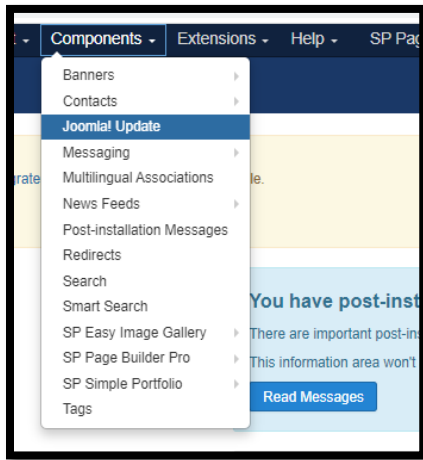 Components Extensions Help SP Pag
Banners
Contacts
Joomla! Update
Messaging
grate Multilingual Associations le.
News Feeds
Post-installation Messages
Redirects
Search
Smart Search You have post-inst
SP Easy Image Gallery There are important post-ins
SP Page Builder Pro This information area won't
SP Simple Portfolio Read Messages
Tags